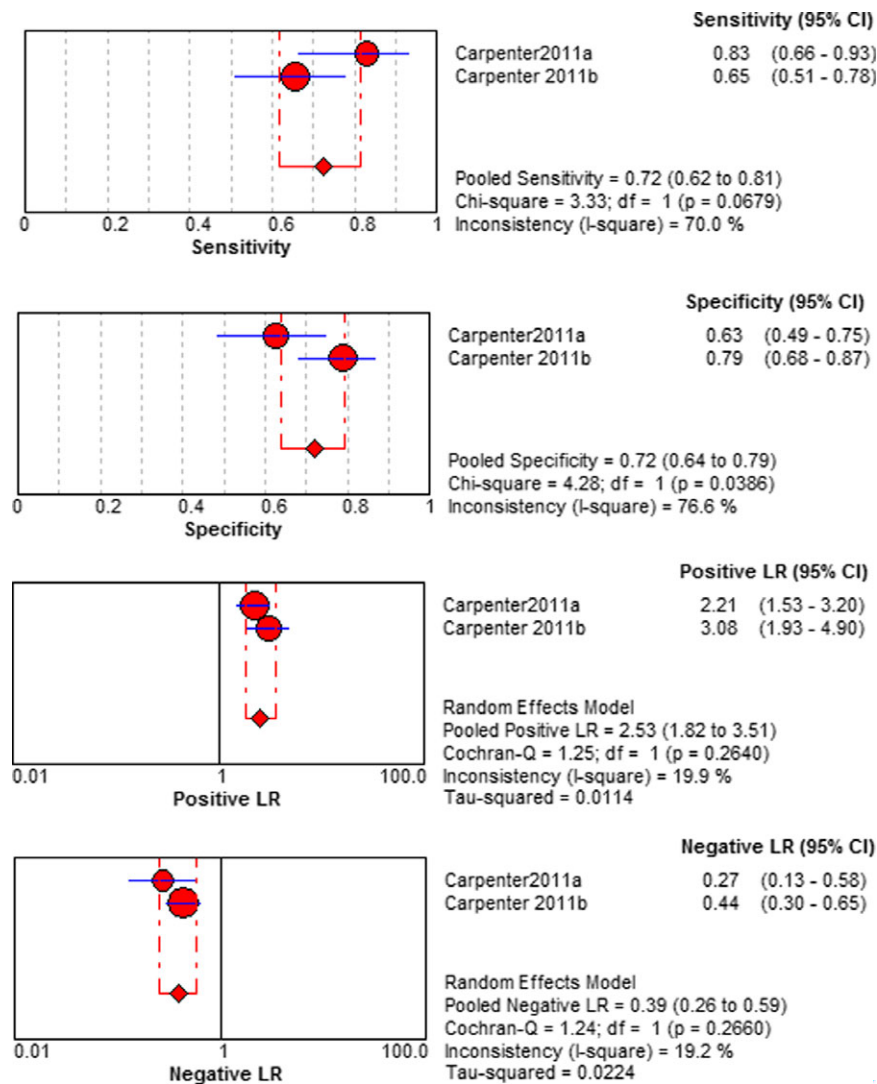 Sensitivity (95% CI)
Carpenter2011a 0.83 (0.66 - 0.93)
Carpenter 2011b 0.65 (0.51 - 0.78)
Pooled Sensitivity = 0.72 (0.62 to 0.81)
Chi-square = 3.33; df = 1 (p = 0.0679)
Inconsistency (I-square) = 70.0 %
0 0.2 0.4 0.6 0.8 1
Sensitivity
Specificity (95% CI)
Carpenter2011a 0.63 (0.49 - 0.75)
Carpenter 2011b 0.79 (0.68 - 0.87)
Pooled Specificity = 0.72 (0.64 to 0.79)
Chi-square = 4.28; df = 1 (p = 0.0386)
Inconsistency (I-square) = 76.6 %
0 0.2 0.4 0.6 0.8 1
Specificity
Positive LR (95% CI)
Carpenter2011a 2.21 (1.53 - 3.20)
Carpenter 2011b 3.08 (1.93 - 4.90)
Random Effects Model
Pooled Positive LR = 2.53 (1.82 to 3.51)
Cochran-Q = 1.25; df = 1 (p = 0.2640)
Inconsistency (I-square) = 19.9 %
Tau-squared = 0.0114
0.01 1 100.0
Positive LR
Negative LR (95% CI)
Carpenter2011a 0.27 (0.13 - 0.58)
Carpenter 2011b 0.44 (0.30 - 0.65)
Random Effects Model
Pooled Negative LR = 0.39 (0.26 to 0.59)
Cochran-Q = 1.24; df = 1 (p = 0.2660)
Inconsistency (I-square) = 19.2 %
Tau-squared = 0.0224
0.01 1 100.0
Negative LR